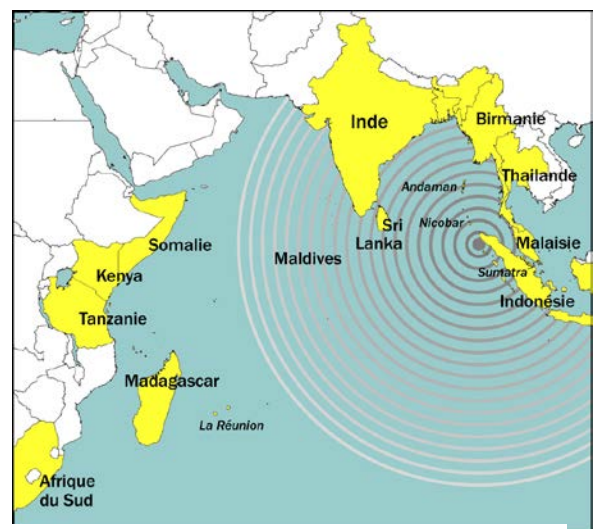 Inde
Birmanie
Thailande
Andaman
Nicobar
Sri
Lanka
Malaisie
Somalie
Maldives
Kenya
Sumatra
Indonésie
Tanzanie
Madagascar
La Réunion
Afrique
du Sud